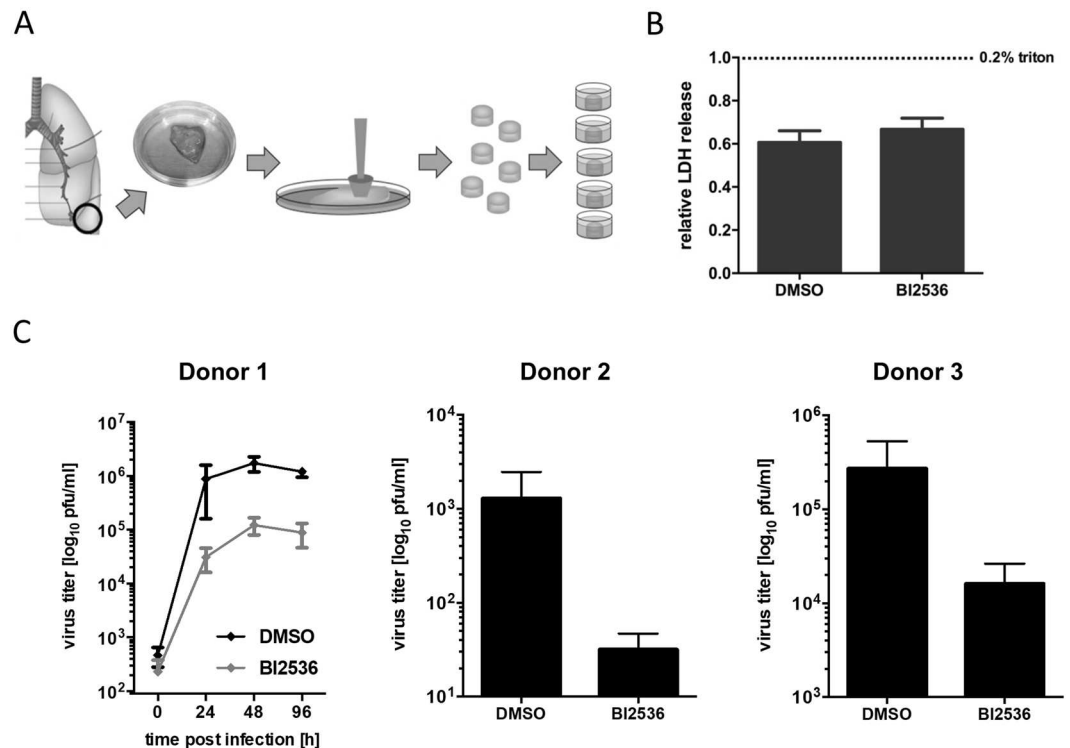 A
B
1.0
0.8
0.6
0.4
0.2
0.0
relative LDH release
0.2% triton
DMSO
BI2536
C
Donor 1
10⁷
10⁶
10⁵
10⁴
10³
10²
virus titer [log₁₀ pfu/ml]
DMSO
BI2536
0 24 48 96
time post infection [h]
Donor 2
10⁴
10³
10²
10¹
virus titer [log₁₀ pfu/ml]
DMSO BI2536
Donor 3
10⁶
10⁵
10⁴
10³
virus titer [log₁₀ pfu/ml]
DMSO BI2536